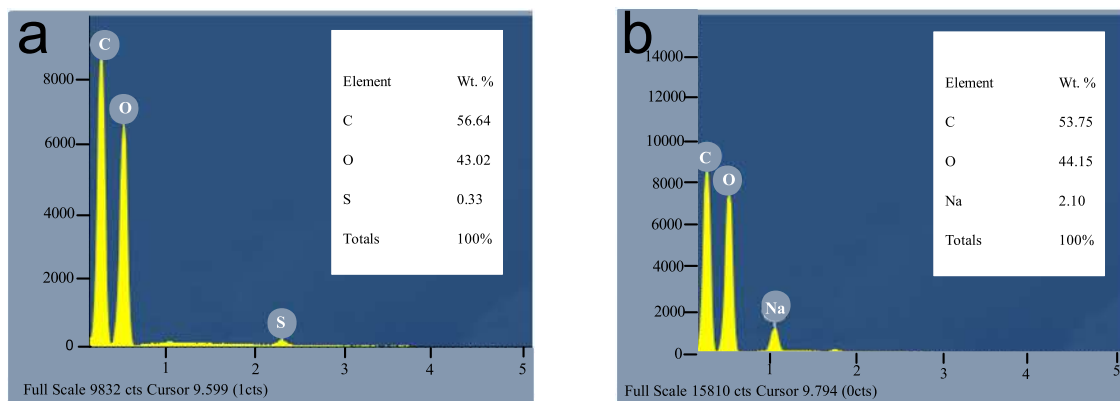 a
C
O
S
8000
6000
4000
2000
0
1 2 3 4 5
Element Wt. %
C 56.64
O 43.02
S 0.33
Totals 100%
Full Scale 9832 cts Cursor 9.599 (1cts)
b
C
O
Na
14000
12000
10000
8000
6000
4000
2000
0
1 2 3 4 5
Element Wt. %
C 53.75
O 44.15
Na 2.10
Totals 100%
Full Scale 15810 cts Cursor 9.794 (0cts)